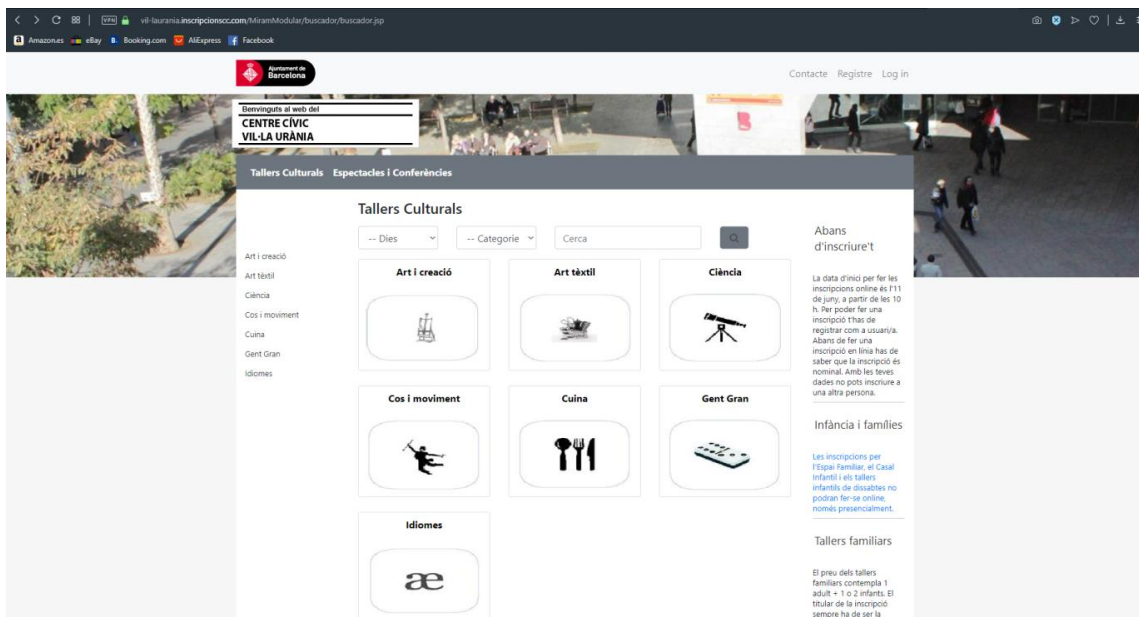 VPN vil-laurania.inscripcionscc.com/MiramModular/buscador/buscador.jsp
Amazon.es eBay Booking.com AliExpress Facebook
Ajuntament de
Barcelona
Contacte Registre Log in
Benvinguts al web del
CENTRE CÍVIC
VIL·LA URÀNIA
Tallers Culturals Espectacles i Conferències
Tallers Culturals
-- Dies -- Categorie Cerca
Art i creació
Art tèxtil
Ciència
Cos i moviment
Cuina
Gent Gran
Idiomes
Art i creació Art tèxtil Ciència
Cos i moviment Cuina Gent Gran
Idiomes
æ
Abans
d'inscriure't
La data d'inici per fer les
inscripcions online és l'11
de juny, a partir de les 10
h. Per poder fer una
inscripció t'has de
registrar com a usuari/a.
Abans de fer una
inscripció en línia has de
saber que la inscripció és
nominal. Amb les teves
dades no pots inscriure a
una altra persona.
Infància i famílies
Les inscripcions per
l'Espai Familiar, el Casal
Infantil i els tallers
infantils de dissabtes no
podran fer-se online,
només presencialment.
Tallers familiars
El preu dels tallers
familiars contempla 1
adult + 1 o 2 infants. El
titular de la inscripció
sempre ha de ser la